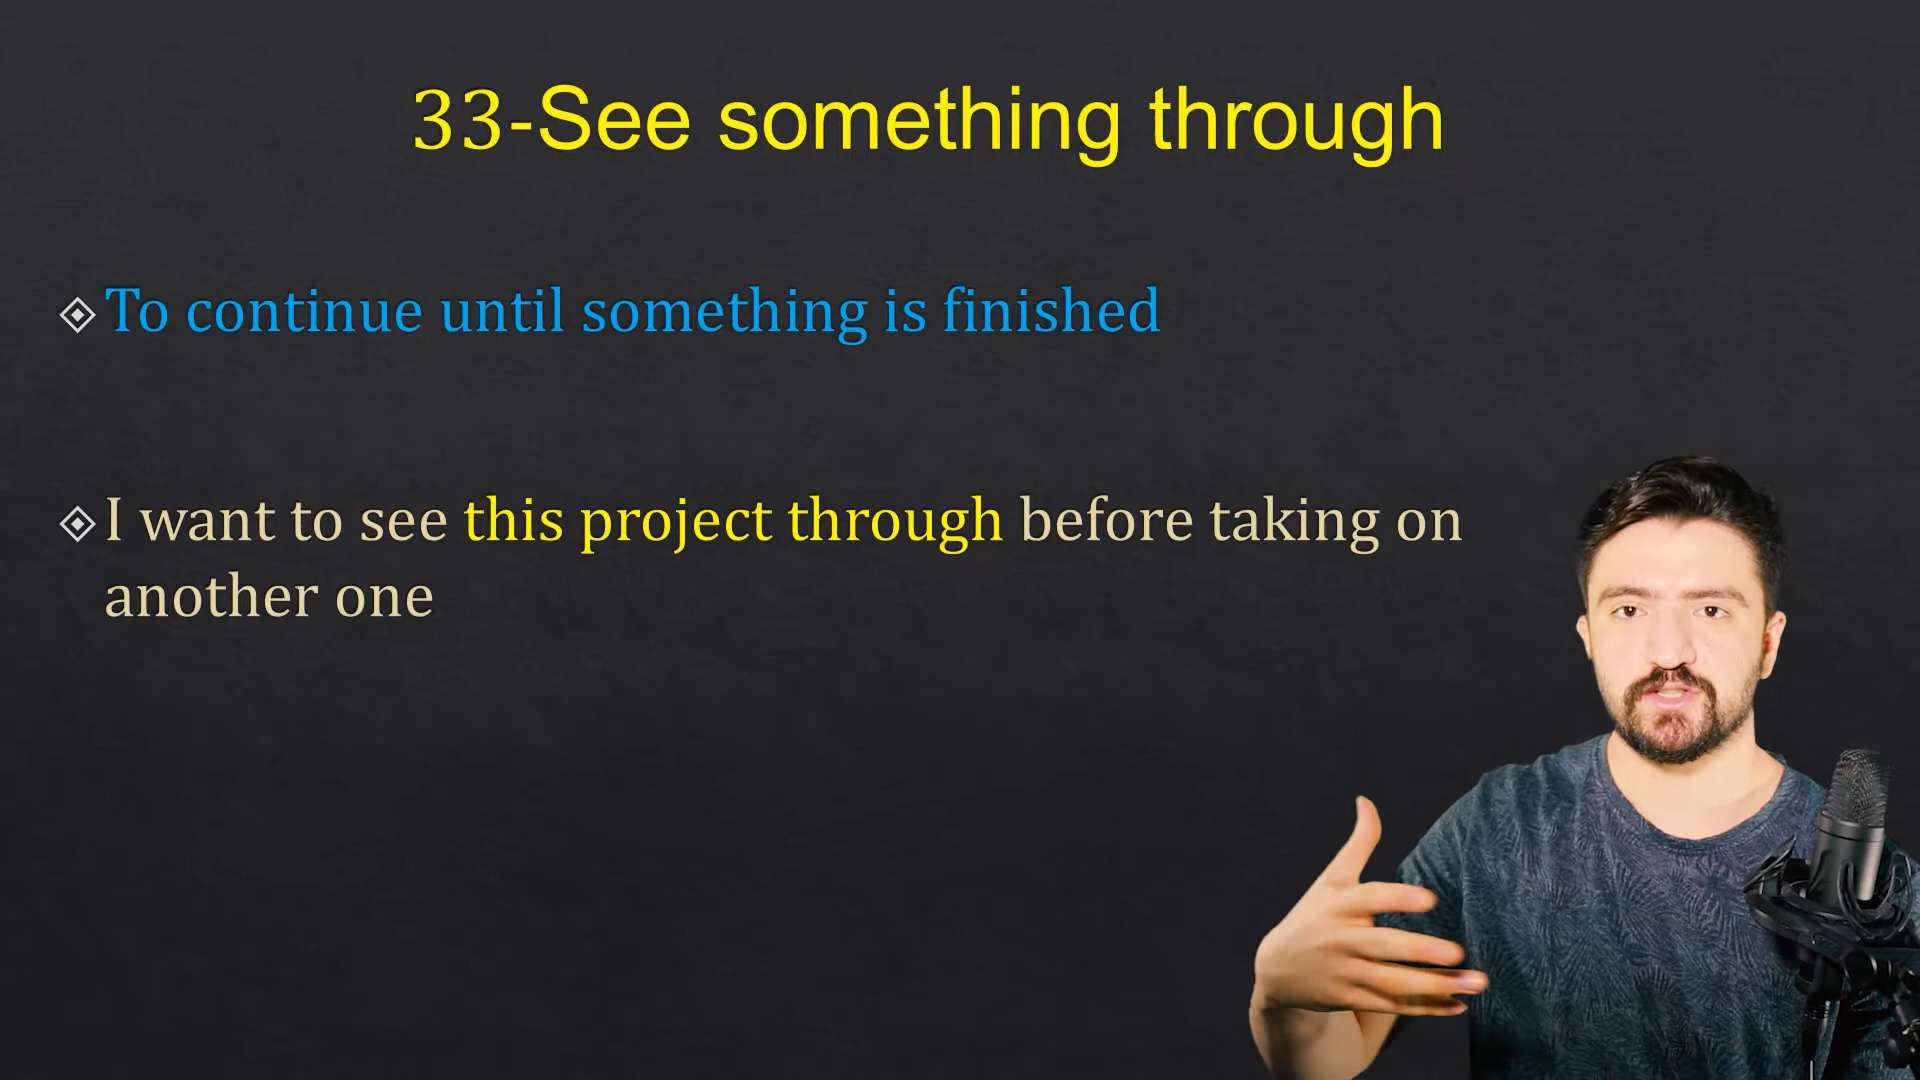 33-See something through
To continue until something is finished
I want to see this project through before taking on
another one